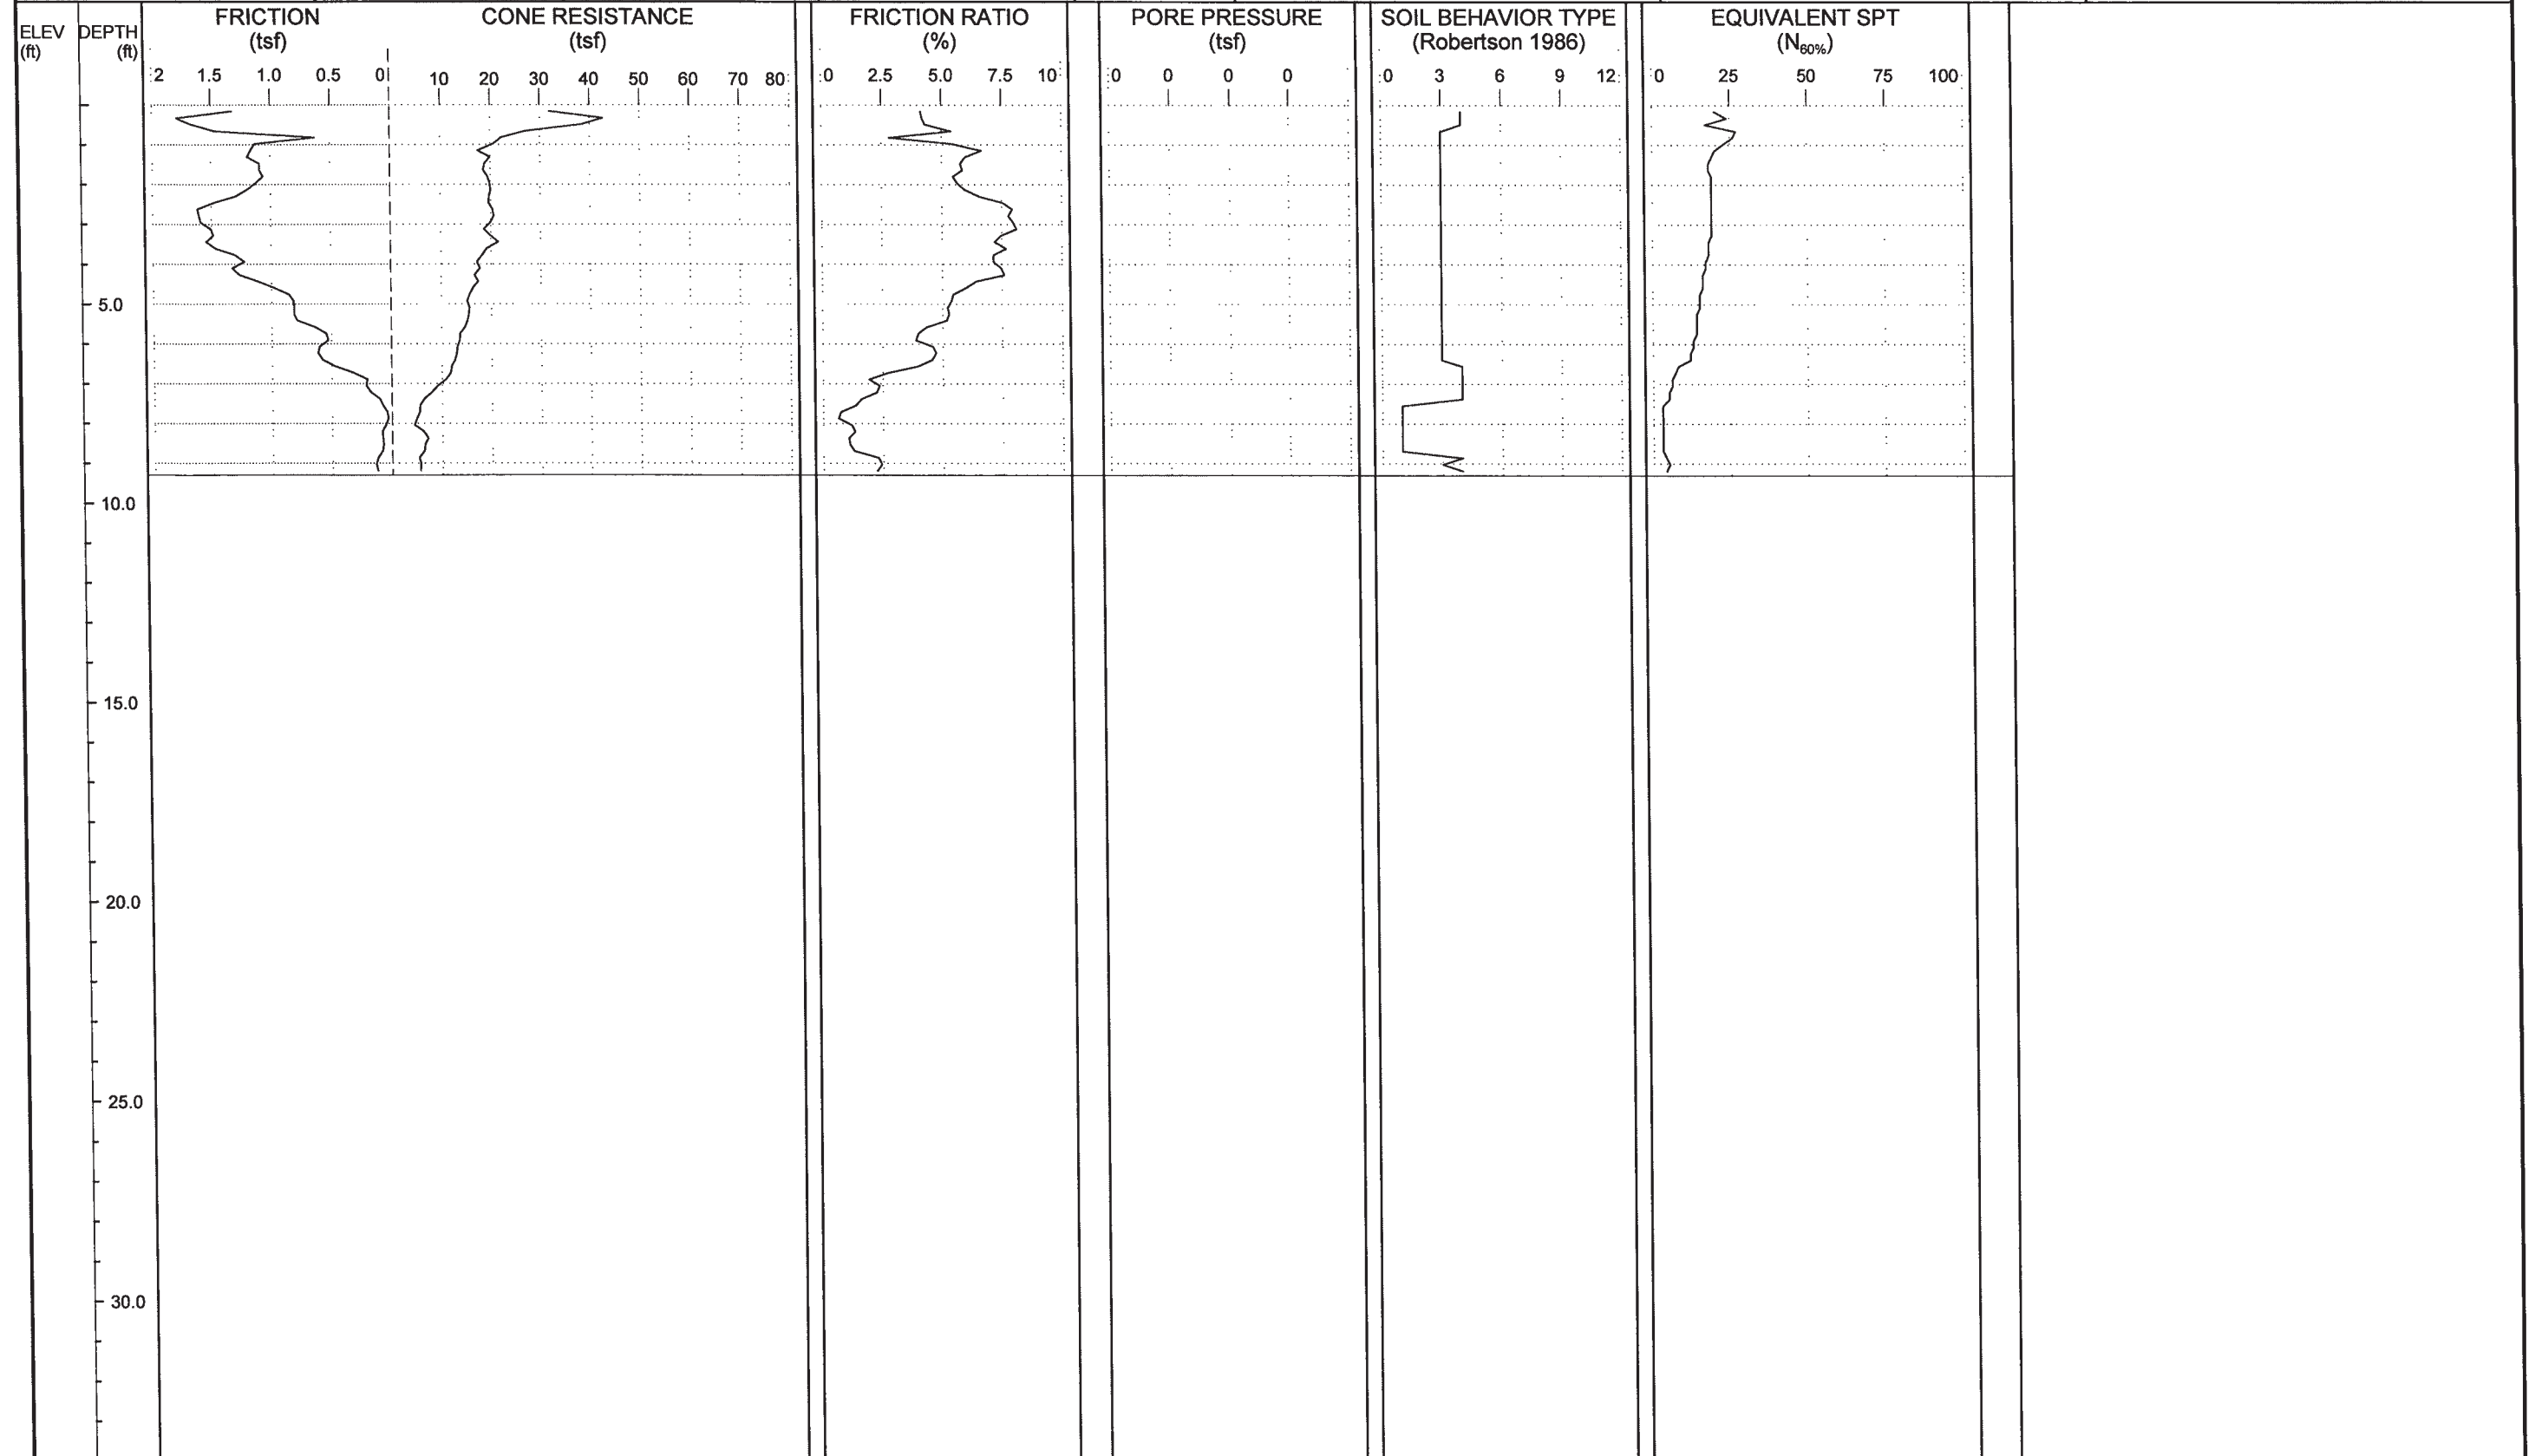 ELEV
(ft)
DEPTH
(ft)
FRICTION
(tsf)
CONE RESISTANCE
(tsf)
FRICTION RATIO
(%)
PORE PRESSURE
(tsf)
SOIL BEHAVIOR TYPE
(Robertson 1986)
EQUIVALENT SPT
(N60%)
2 1.5 1.0 0.5 0 10 20 30 40 50 60 70 80
0 2.5 5.0 7.5 10
0 0 0 0
0 3 6 9 12
0 25 50 75 100
5.0
10.0
15.0
20.0
25.0
30.0